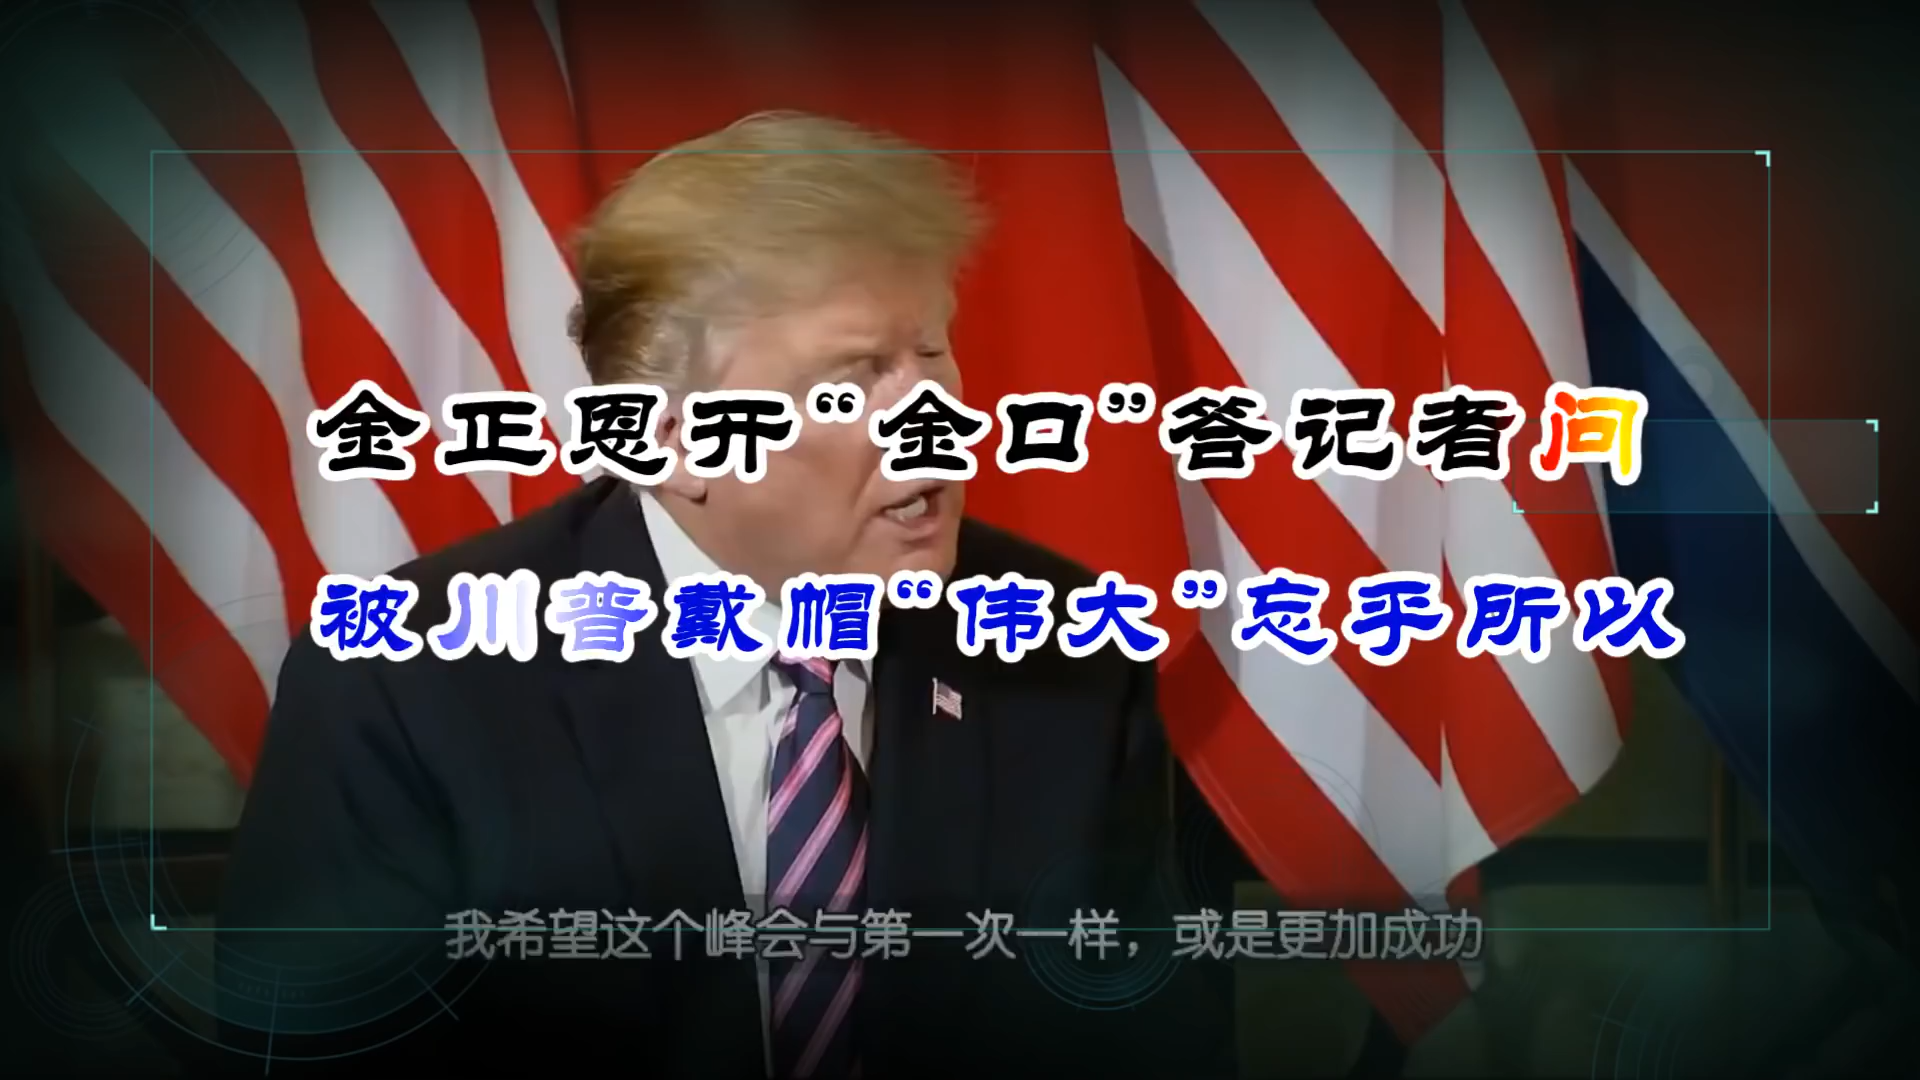 金正恩开“金口”答记者问
被川普戴帽“伟大”忘乎所以
我希望这个峰会与第一次一样，或是更加成功